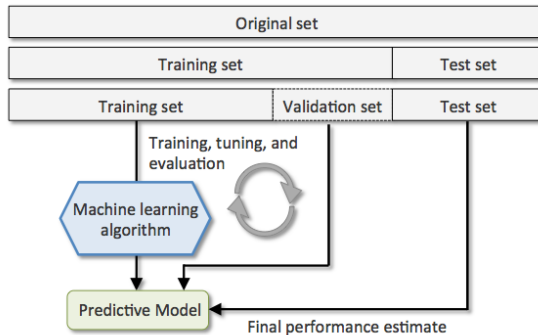 Original set
Training set
Test set
Training set
Validation set
Test set
Training, tuning, and
evaluation
Machine learning
algorithm
Predictive Model
Final performance estimate